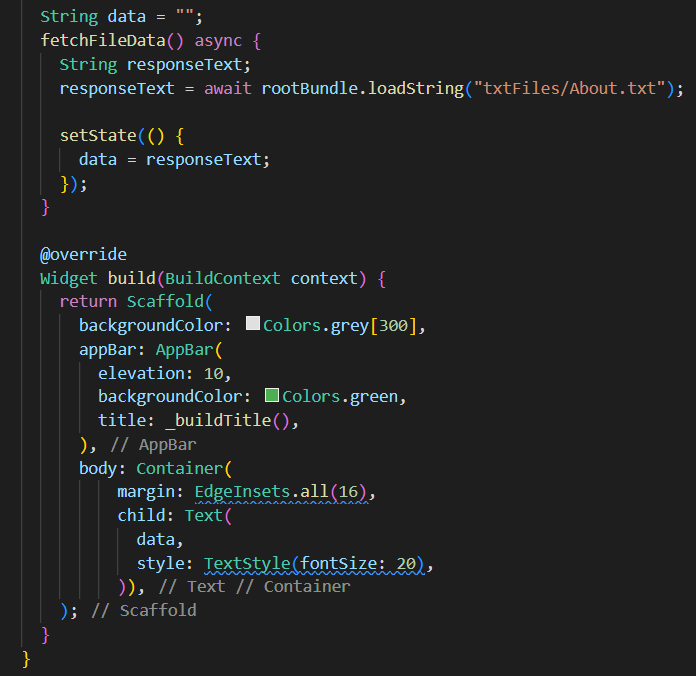 String data = "";
fetchFileData() async {
String responseText;
responseText = await rootBundle.loadString("txtFiles/About.txt");
setState(() {
data = responseText;
});
}
@override
Widget build(BuildContext context) {
return Scaffold(
backgroundColor: Colors.grey[300],
appBar: AppBar(
elevation: 10,
backgroundColor: Colors.green,
title: _buildTitle(),
), // AppBar
body: Container(
margin: EdgeInsets.all(16),
child: Text(
data,
style: TextStyle(fontSize: 20),
)), // Text // Container
); // Scaffold
}
}